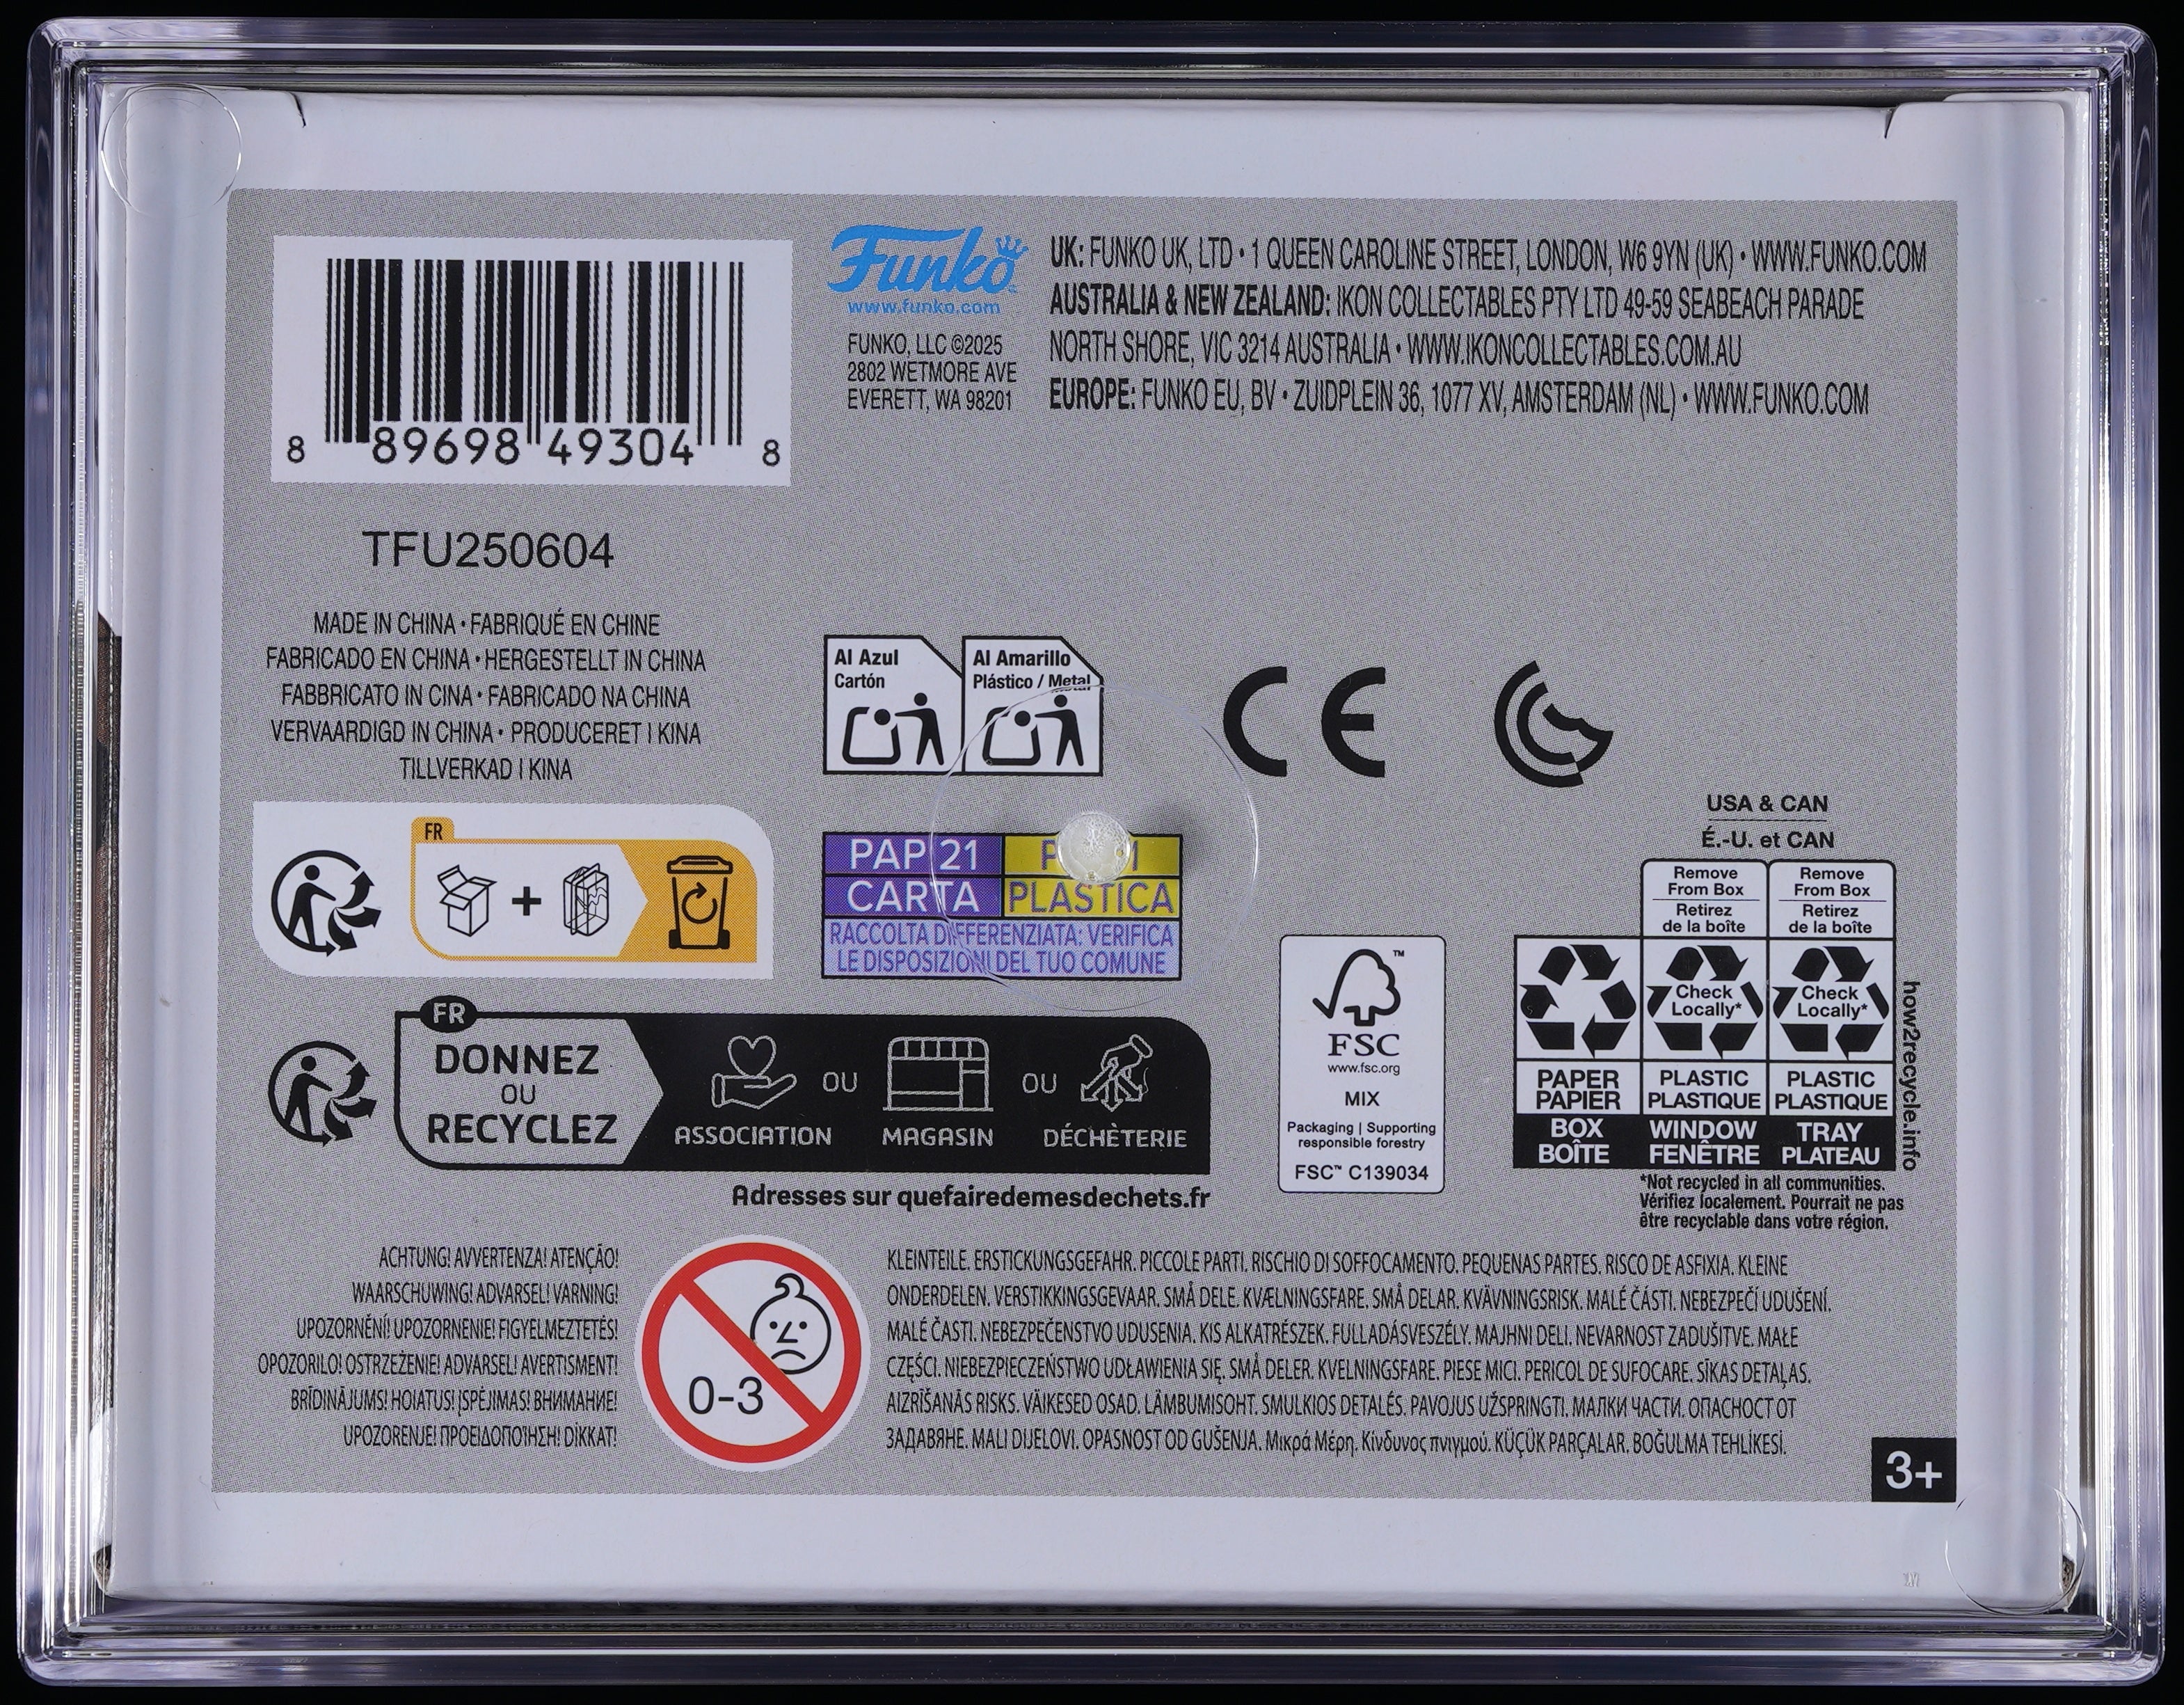 8 89698 49304 8
Funko
www.funko.com
FUNKO, LLC ©2025
2802 WETMORE AVE
EVERETT, WA 98201
UK: FUNKO UK, LTD • 1 QUEEN CAROLINE STREET, LONDON, W6 9YN (UK) • WWW.FUNKO.COM
AUSTRALIA & NEW ZEALAND: IKON COLLECTABLES PTY LTD 49-59 SEABEACH PARADE
NORTH SHORE, VIC 3214 AUSTRALIA • WWW.IKONCOLLECTABLES.COM.AU
EUROPE: FUNKO EU, BV • ZUIDPLEIN 36, 1077 XV, AMSTERDAM (NL) • WWW.FUNKO.COM
TFU250604
MADE IN CHINA • FABRIQUÉ EN CHINE
FABRICADO EN CHINA • HERGESTELLT IN CHINA
FABBRICATO IN CINA • FABRICADO NA CHINA
VERVAARDIGD IN CHINA • PRODUCERET I KINA
TILLVERKAD I KINA
Al Azul
Cartón
Al Amarillo
Plástico / Metal
CE
FR
+
PAP 21
CARTA
PLASTICA
RACCOLTA DIFFERENZIATA: VERIFICA
LE DISPOSIZIONI DEL TUO COMUNE
FR
DONNEZ
OU
RECYCLEZ
ASSOCIATION
OU
MAGASIN
OU
DÉCHÈTERIE
Adresses sur quefairedemesdechets.fr
FSC
™
www.fsc.org
MIX
Packaging | Supporting
responsible forestry
FSC™ C139034
USA & CAN
É.-U. et CAN
Remove
From Box
Retirez
de la boîte
Remove
From Box
Retirez
de la boîte
Check
Locally*
Check
Locally*
PAPER
PAPIER
PLASTIC
PLASTIQUE
PLASTIC
PLASTIQUE
BOX
BOÎTE
WINDOW
FENÊTRE
TRAY
PLATEAU
how2recycle.info
*Not recycled in all communities.
Vérifiez localement. Pourrait ne pas
être recyclable dans votre région.
ACHTUNG! AVVERTENZA! ATENÇÃO!
WAARSCHUWING! ADVARSEL! VARNING!
UPOZORNĚNÍ! UPOZORNENIE! FIGYELMEZTETÉS!
OPOZORILO! OSTRZEŻENIE! ADVARSEL! AVERTISMENT!
BRĪDINĀJUMS! HOIATUS! ĮSPĖJIMAS! ВНИМАНИЕ!
UPOZORENJE! ΠΡΟΕΙΔΟΠΟΊΗΣΗ! DİKKAT!
0-3
KLEINTEILE. ERSTICKUNGSGEFAHR. PICCOLE PARTI. RISCHIO DI SOFFOCAMENTO. PEQUENAS PARTES. RISCO DE ASFIXIA. KLEINE
ONDERDELEN. VERSTIKKINGSGEVAAR. SMÅ DELE. KVÆLNINGSFARE. SMÅ DELAR. KVÄVNINGSRISK. MALÉ ČÁSTI. NEBEZPEČÍ UDUŠENÍ.
MALÉ ČASTI. NEBEZPEČENSTVO UDUSENIA. KIS ALKATRÉSZEK. FULLADÁSVESZÉLY. MAJHNI DELI. NEVARNOST ZADUŠITVE. MAŁE
CZĘŚCI. NIEBEZPIECZEŃSTWO UDŁAWIENIA SIĘ. SMÅ DELER. KVELNINGSFARE. PIESE MICI. PERICOL DE SUFOCARE. SĪKAS DETAĻAS.
AIZRĪŠANĀS RISKS. VÄIKESED OSAD. LÄMBUMISOHT. SMULKIOS DETALĖS. PAVOJUS UŽSPRINGTI. МАЛКИ ЧАСТИ. ОПАСНОСТ ОТ
ЗАДАВЯНЕ. MALI DIJELOVI. OPASNOST OD GUŠENJA. Μικρά Μέρη. Κίνδυνος πνιγμού. KÜÇÜK PARÇALAR. BOĞULMA TEHLİKESİ.
3+